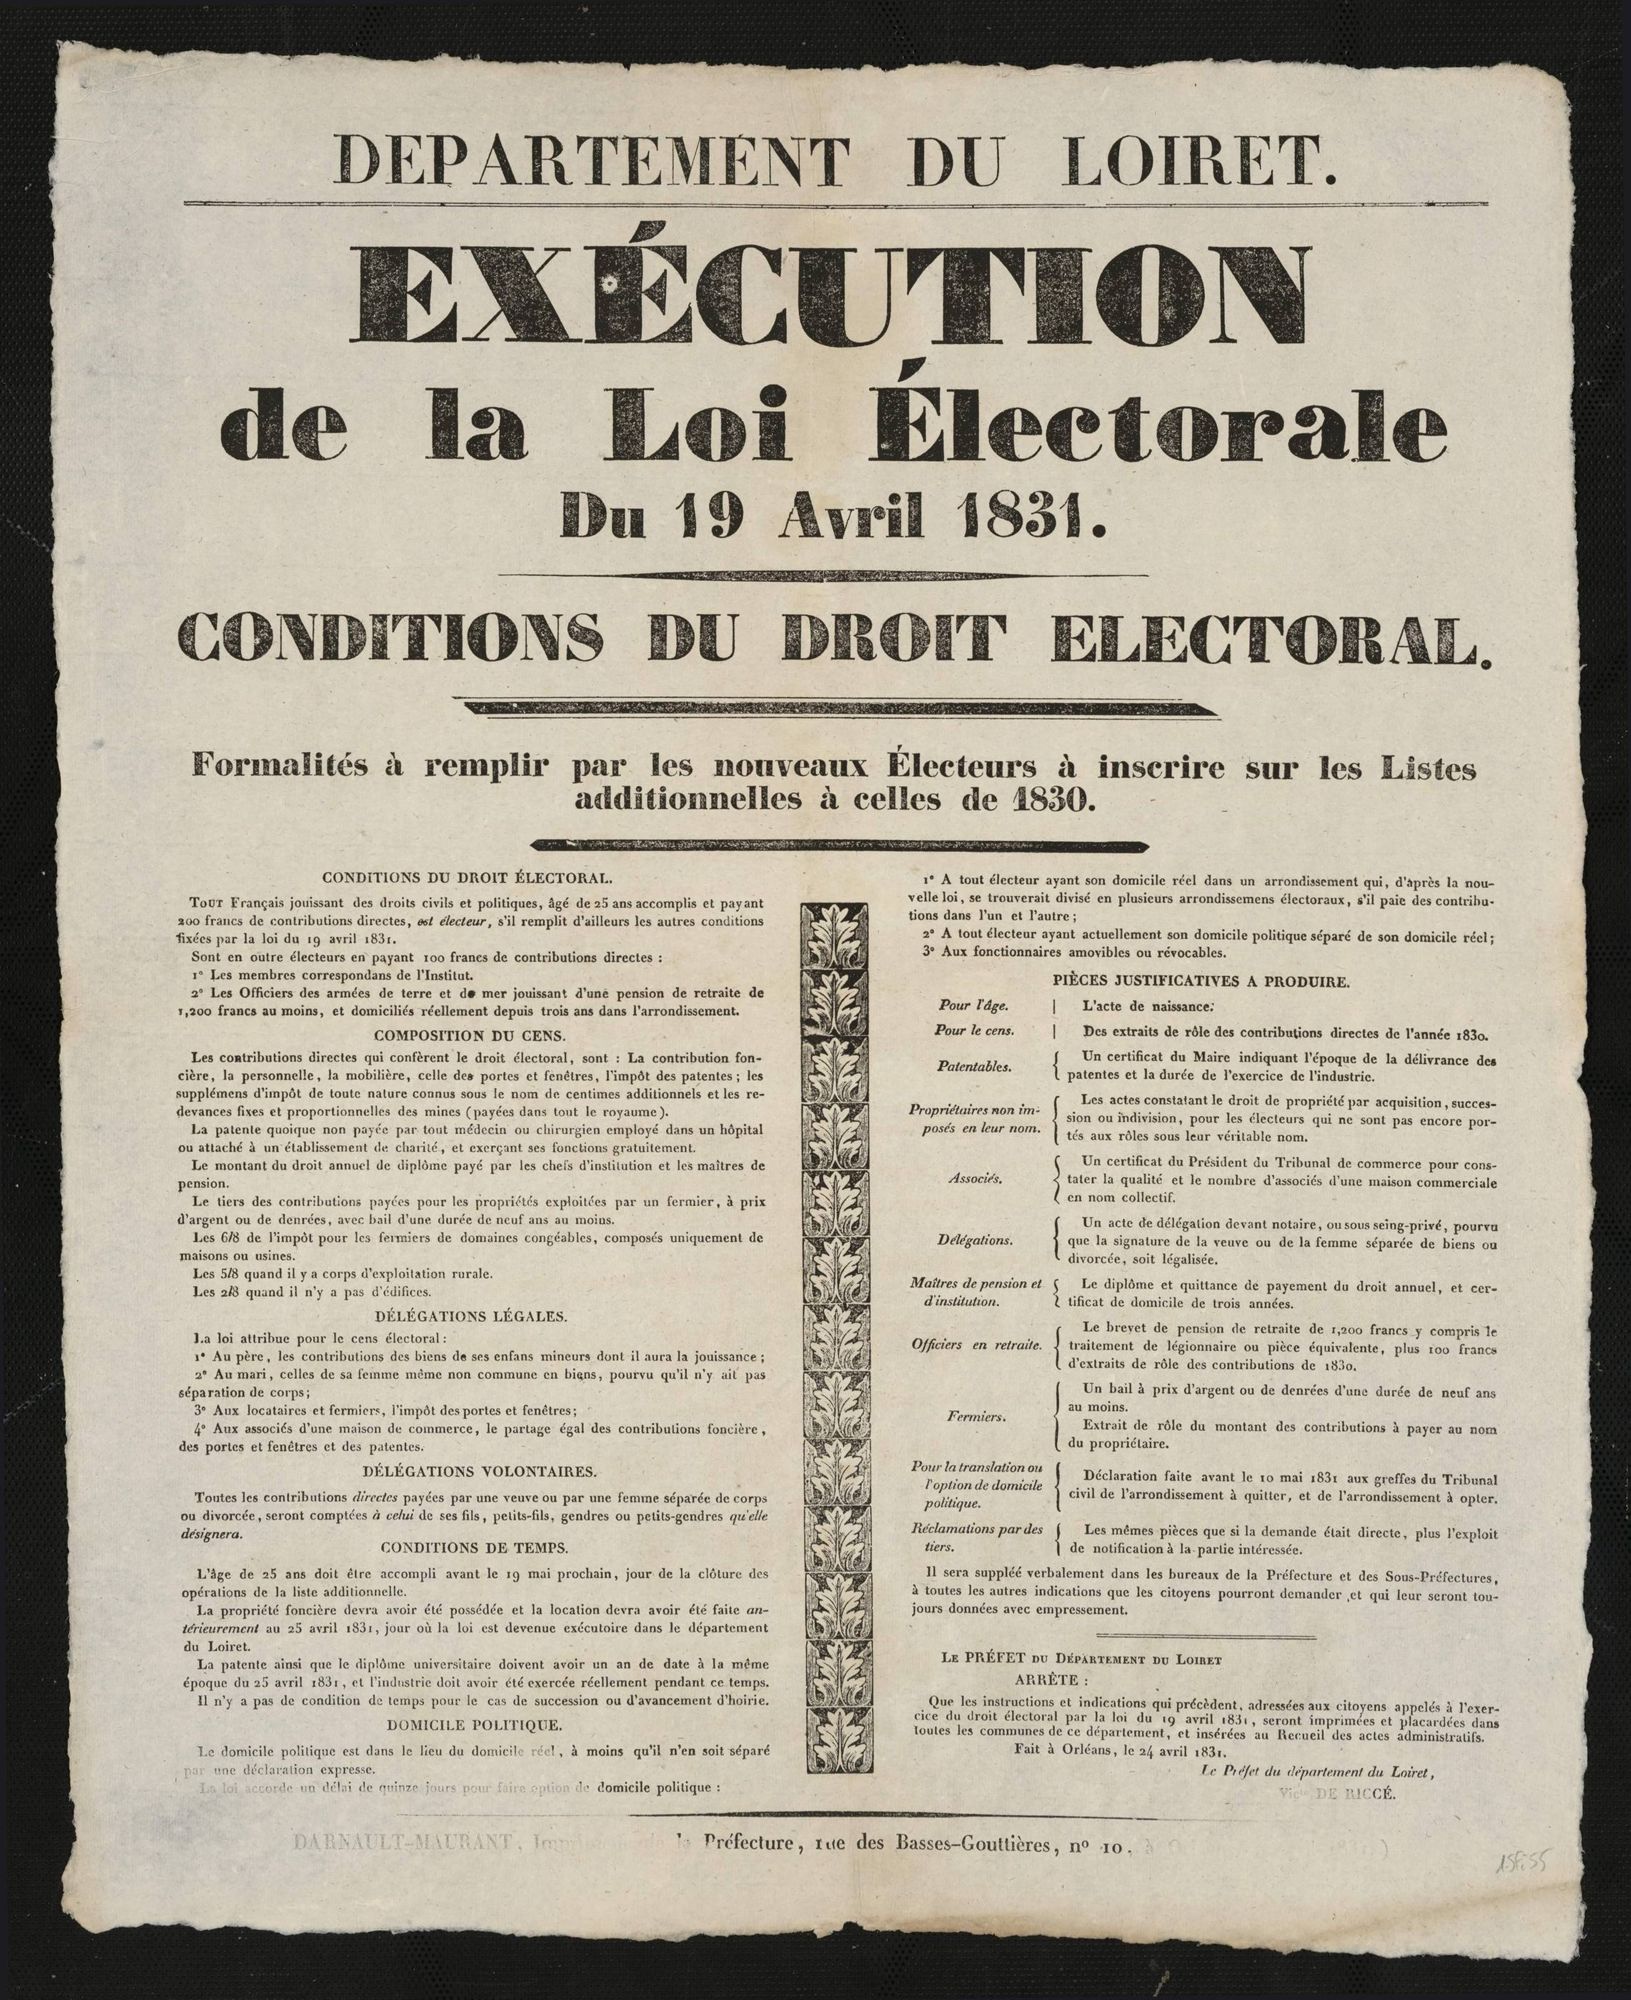 DEPARTEMENT DU LOIRET.
EXÉCUTION
de la Loi Électorale
Du 19 Avril 1831.
CONDITIONS DU DROIT ELECTORAL.
Formalités à remplir par les nouveaux Électeurs à inscrire sur les Listes
additionnelles à celles de 1830.
CONDITIONS DU DROIT ÉLECTORAL.
TOUT Français jouissant des droits civils et politiques, âgé de 25 ans accomplis et payant
200 francs de contributions directes, est électeur, s'il remplit d'ailleurs les autres conditions
fixées par la loi du 19 avril 1831.
Sont en outre électeurs en payant 100 francs de contributions directes :
1° Les membres correspondans de l'Institut.
2° Les Officiers des armées de terre et de mer jouissant d'une pension de retraite de
1,200 francs au moins, et domiciliés réellement depuis trois ans dans l'arrondissement.
COMPOSITION DU CENS.
Les contributions directes qui confèrent le droit électoral, sont : La contribution fon-
cière, la personnelle, la mobilière, celle des portes et fenêtres, l'impôt des patentes ; les
supplémens d'impôt de toute nature connus sous le nom de centimes additionnels et les re-
devances fixes et proportionnelles des mines (payées dans tout le royaume).
La patente quoique non payée par tout médecin ou chirurgien employé dans un hôpital
ou attaché à un établissement de charité, et exerçant ses fonctions gratuitement.
Le montant du droit annuel de diplôme payé par les chefs d'institution et les maîtres de
pension.
Le tiers des contributions payées pour les propriétés exploitées par un fermier, à prix
d'argent ou de denrées, avec bail d'une durée de neuf ans au moins.
Les 6/8 de l'impôt pour les fermiers de domaines congéables, composés uniquement de
maisons ou usines.
Les 5/8 quand il y a corps d'exploitation rurale.
Les 2/8 quand il n'y a pas d'édifices.
DÉLÉGATIONS LÉGALES.
La loi attribue pour le cens électoral :
1° Au père, les contributions des biens de ses enfans mineurs dont il aura la jouissance ;
2° Au mari, celles de sa femme même non commune en biens, pourvu qu'il n'y ait pas
séparation de corps ;
3° Aux locataires et fermiers, l'impôt des portes et fenêtres ;
4° Aux associés d'une maison de commerce, le partage égal des contributions foncière,
des portes et fenêtres et des patentes.
DÉLÉGATIONS VOLONTAIRES.
Toutes les contributions directes payées par une veuve ou par une femme séparée de corps
ou divorcée, seront comptées à celui de ses fils, petits-fils, gendres ou petits-gendres qu'elle
désignera.
CONDITIONS DE TEMPS.
L'âge de 25 ans doit être accompli avant le 19 mai prochain, jour de la clôture des
opérations de la liste additionnelle.
La propriété foncière devra avoir été possédée et la location devra avoir été faite an-
térieurement au 25 avril 1831, jour où la loi est devenue exécutoire dans le département
du Loiret.
La patente ainsi que le diplôme universitaire doivent avoir un an de date à la même
époque du 25 avril 1831, et l'industrie doit avoir été exercée réellement pendant ce temps.
Il n'y a pas de condition de temps pour le cas de succession ou d'avancement d'hoirie.
DOMICILE POLITIQUE.
Le domicile politique est dans le lieu du domicile réel, à moins qu'il n'en soit séparé
par une déclaration expresse.
La loi accorde un délai de quinze jours pour faire option de domicile politique :
1° A tout électeur ayant son domicile réel dans un arrondissement qui, d'après la nou-
velle loi, se trouverait divisé en plusieurs arrondissemens électoraux, s'il paie des contribu-
tions dans l'un et l'autre ;
2° A tout électeur ayant actuellement son domicile politique séparé de son domicile réel ;
3° Aux fonctionnaires amovibles ou révocables.
PIÈCES JUSTIFICATIVES A PRODUIRE.
Pour l'âge. | L'acte de naissance.
Pour le cens. | Des extraits de rôle des contributions directes de l'année 1830.
Patentables. { Un certificat du Maire indiquant l'époque de la délivrance des
patentes et la durée de l'exercice de l'industrie.
Propriétaires non im-
posés en leur nom. { Les actes constatant le droit de propriété par acquisition, succes-
sion ou indivision, pour les électeurs qui ne sont pas encore por-
tés aux rôles sous leur véritable nom.
Associés. { Un certificat du Président du Tribunal de commerce pour cons-
tater la qualité et le nombre d'associés d'une maison commerciale
en nom collectif.
Délégations. { Un acte de délégation devant notaire, ou sous seing-privé, pourvu
que la signature de la veuve ou de la femme séparée de biens ou
divorcée, soit légalisée.
Maîtres de pension et
d'institution. { Le diplôme et quittance de payement du droit annuel, et cer-
tificat de domicile de trois années.
Officiers en retraite. { Le brevet de pension de retraite de 1,200 francs y compris le
traitement de légionnaire ou pièce équivalente, plus 100 francs
d'extraits de rôle des contributions de 1830.
Fermiers. { Un bail à prix d'argent ou de denrées d'une durée de neuf ans
au moins.
Extrait de rôle du montant des contributions à payer au nom
du propriétaire.
Pour la translation ou
l'option de domicile
politique. { Déclaration faite avant le 10 mai 1831 aux greffes du Tribunal
civil de l'arrondissement à quitter, et de l'arrondissement à opter.
Réclamations par des
tiers. { Les mêmes pièces que si la demande était directe, plus l'exploit
de notification à la partie intéressée.
Il sera suppléé verbalement dans les bureaux de la Préfecture et des Sous-Préfectures,
à toutes les autres indications que les citoyens pourront demander, et qui leur seront tou-
jours données avec empressement.
LE PRÉFET DU DÉPARTEMENT DU LOIRET
ARRÊTE :
Que les instructions et indications qui précèdent, adressées aux citoyens appelés à l'exer-
cice du droit électoral par la loi du 19 avril 1831, seront imprimées et placardées dans
toutes les communes de ce département, et insérées au Recueil des actes administratifs.
Fait à Orléans, le 24 avril 1831.
Le Préfet du département du Loiret,
Vic<sup>te</sup> DE RICCÉ.
DARNAULT-MAURANT, la Préfecture, rue des Basses-Gouttières, n° 10,